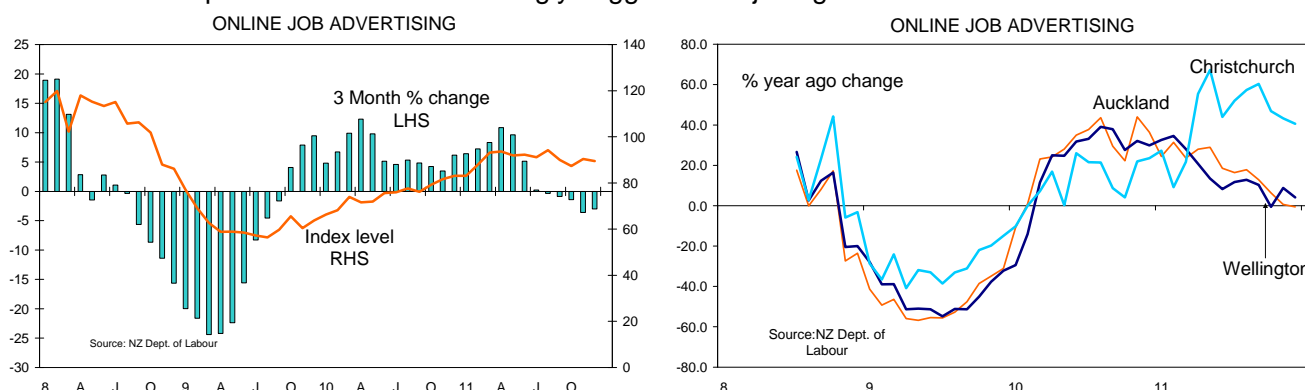 ONLINE JOB ADVERTISING
25
20
15
10
5
0
-5
-10
-15
-20
-25
-30
140
120
100
80
60
40
20
0
3 Month % change
LHS
Index level
RHS
Source: NZ Dept. of Labour
8 A J O 9 A J O 10 A J O 11 A J O
ONLINE JOB ADVERTISING
80.0
60.0
40.0
20.0
0.0
-20.0
-40.0
-60.0
-80.0
% year ago change
Christchurch
Auckland
Wellington
Source:NZ Dept. of
Labour
8 9 10 11